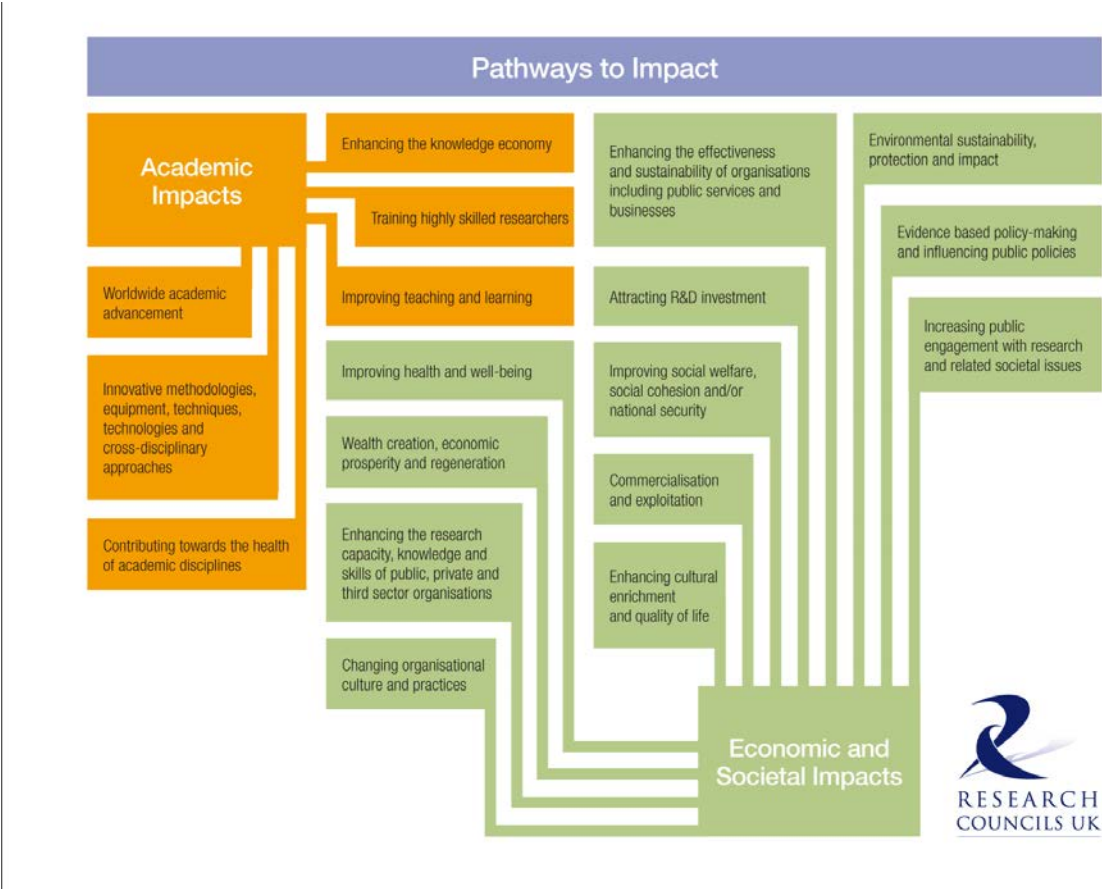 Pathways to Impact
Academic
Impacts
Worldwide academic
advancement
Innovative methodologies,
equipment, techniques,
technologies and
cross-disciplinary
approaches
Contributing towards the health
of academic disciplines
Enhancing the knowledge economy
Training highly skilled researchers
Improving teaching and learning
Improving health and well-being
Wealth creation, economic
prosperity and regeneration
Enhancing the research
capacity, knowledge and
skills of public, private and
third sector organisations
Changing organisational
culture and practices
Enhancing the effectiveness
and sustainability of organisations
including public services and
businesses
Attracting R&D investment
Improving social welfare,
social cohesion and/or
national security
Commercialisation
and exploitation
Enhancing cultural
enrichment
and quality of life
Environmental sustainability,
protection and impact
Evidence based policy-making
and influencing public policies
Increasing public
engagement with research
and related societal issues
Economic and
Societal Impacts
RESEARCH
COUNCILS UK